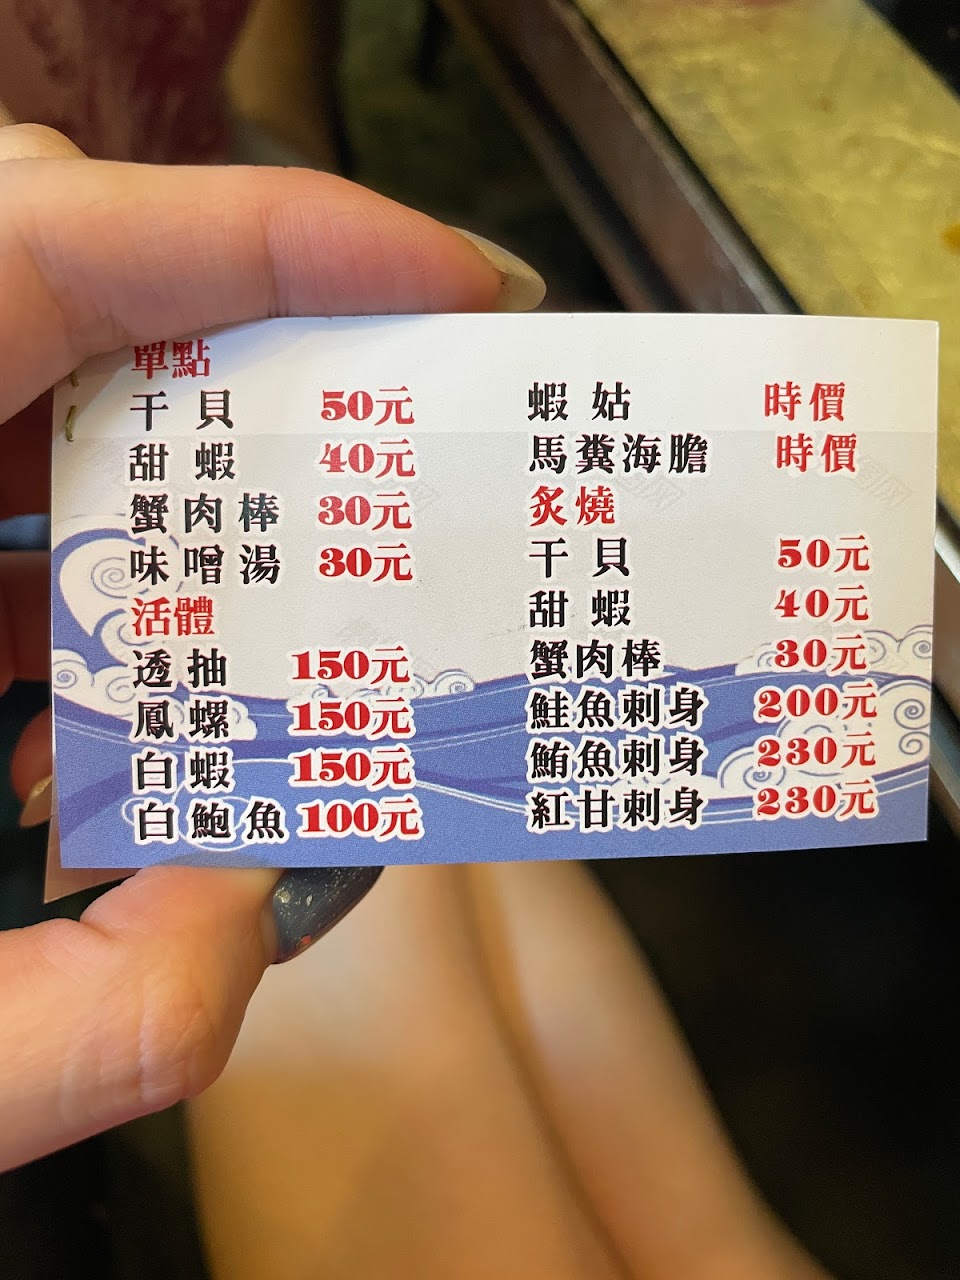 單點
干貝 50元
甜蝦 40元
蟹肉棒 30元
味噌湯 30元
活體
透抽 150元
鳳螺 150元
白蝦 150元
白鮑魚 100元
蝦姑 時價
馬糞海膽 時價
炙燒
干貝 50元
甜蝦 40元
蟹肉棒 30元
鮭魚刺身 200元
鮪魚刺身 230元
紅甘刺身 230元